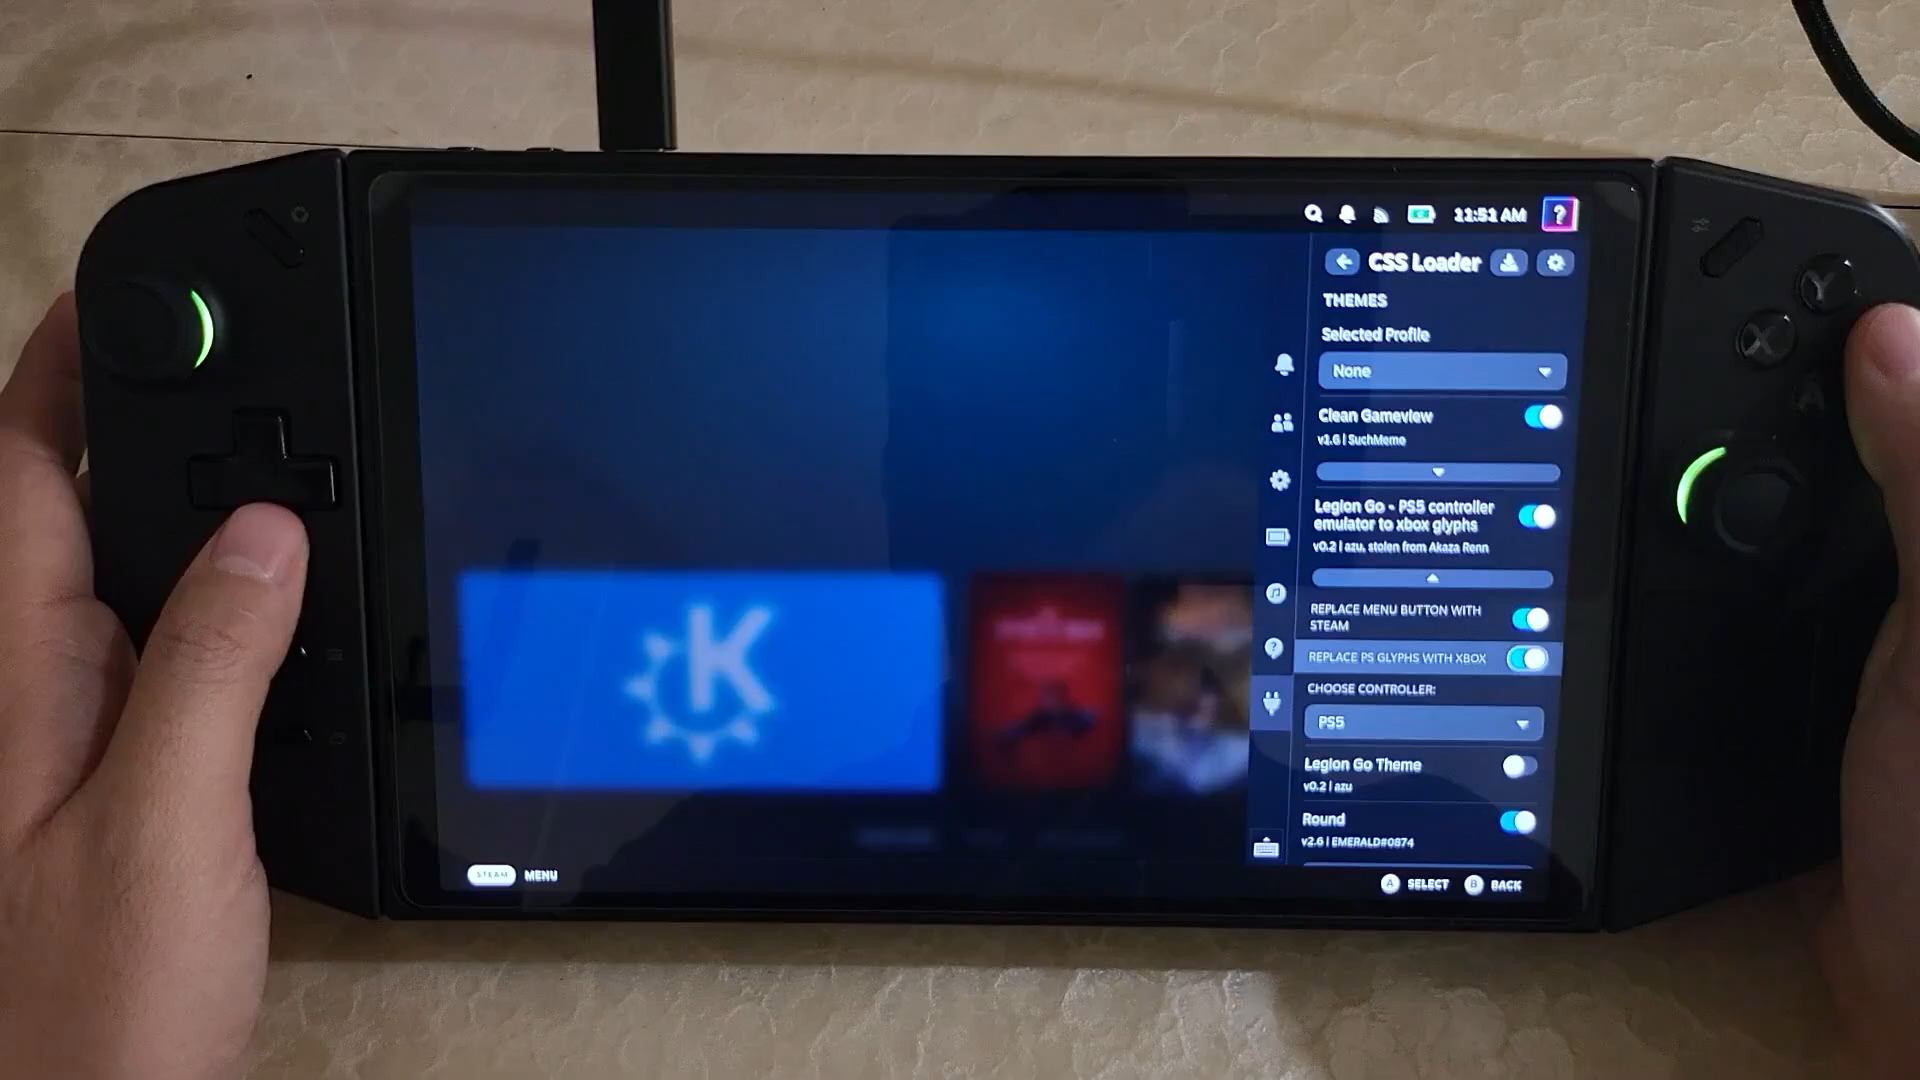 11:51 AM
?
CSS Loader
THEMES
Selected Profile
None
Clean Gameview
v1.6 | SuchMemo
Legion Go - PS5 controller
emulator to xbox glyphs
v0.2 | azu, stolen from Akaza Renn
REPLACE MENU BUTTON WITH
STEAM
REPLACE PS GLYPHS WITH XBOX
CHOOSE CONTROLLER:
PS5
Legion Go Theme
v0.2 | azu
Round
v2.6 | EMERALD#0874
STEAM MENU
A SELECT B BACK
K
Y
X
A